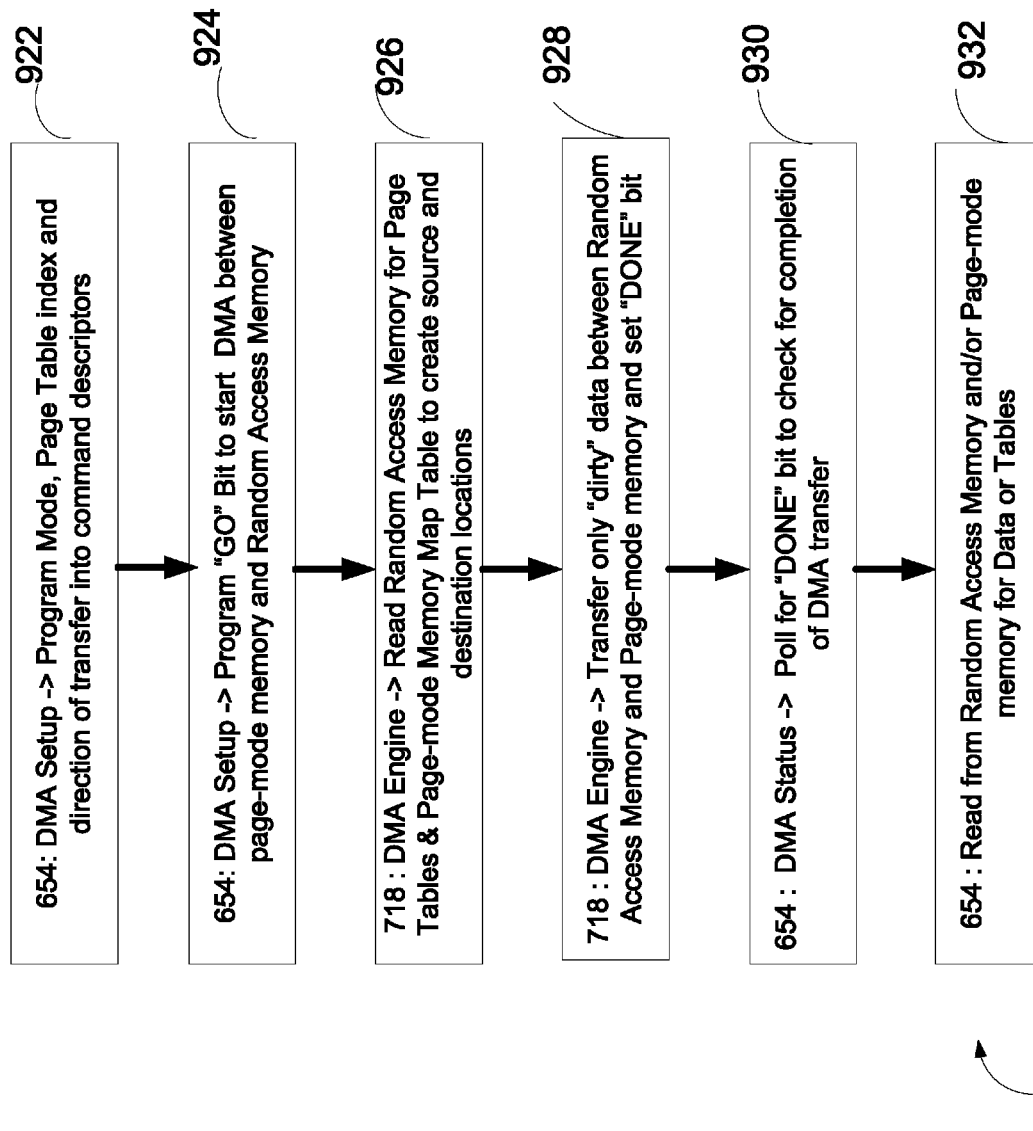 922
654: DMA Setup -> Program Mode, Page Table index and
direction of transfer into command descriptors
924
654: DMA Setup -> Program “GO” Bit to start DMA between
page-mode memory and Random Access Memory
926
718 : DMA Engine -> Read Random Access Memory for Page
Tables & Page-mode Memory Map Table to create source and
destination locations
928
718 : DMA Engine -> Transfer only “dirty” data between Random
Access Memory and Page-mode memory and set “DONE” bit
930
654 : DMA Status -> Poll for “DONE” bit to check for completion
of DMA transfer
932
654 : Read from Random Access Memory and/or Page-mode
memory for Data or Tables